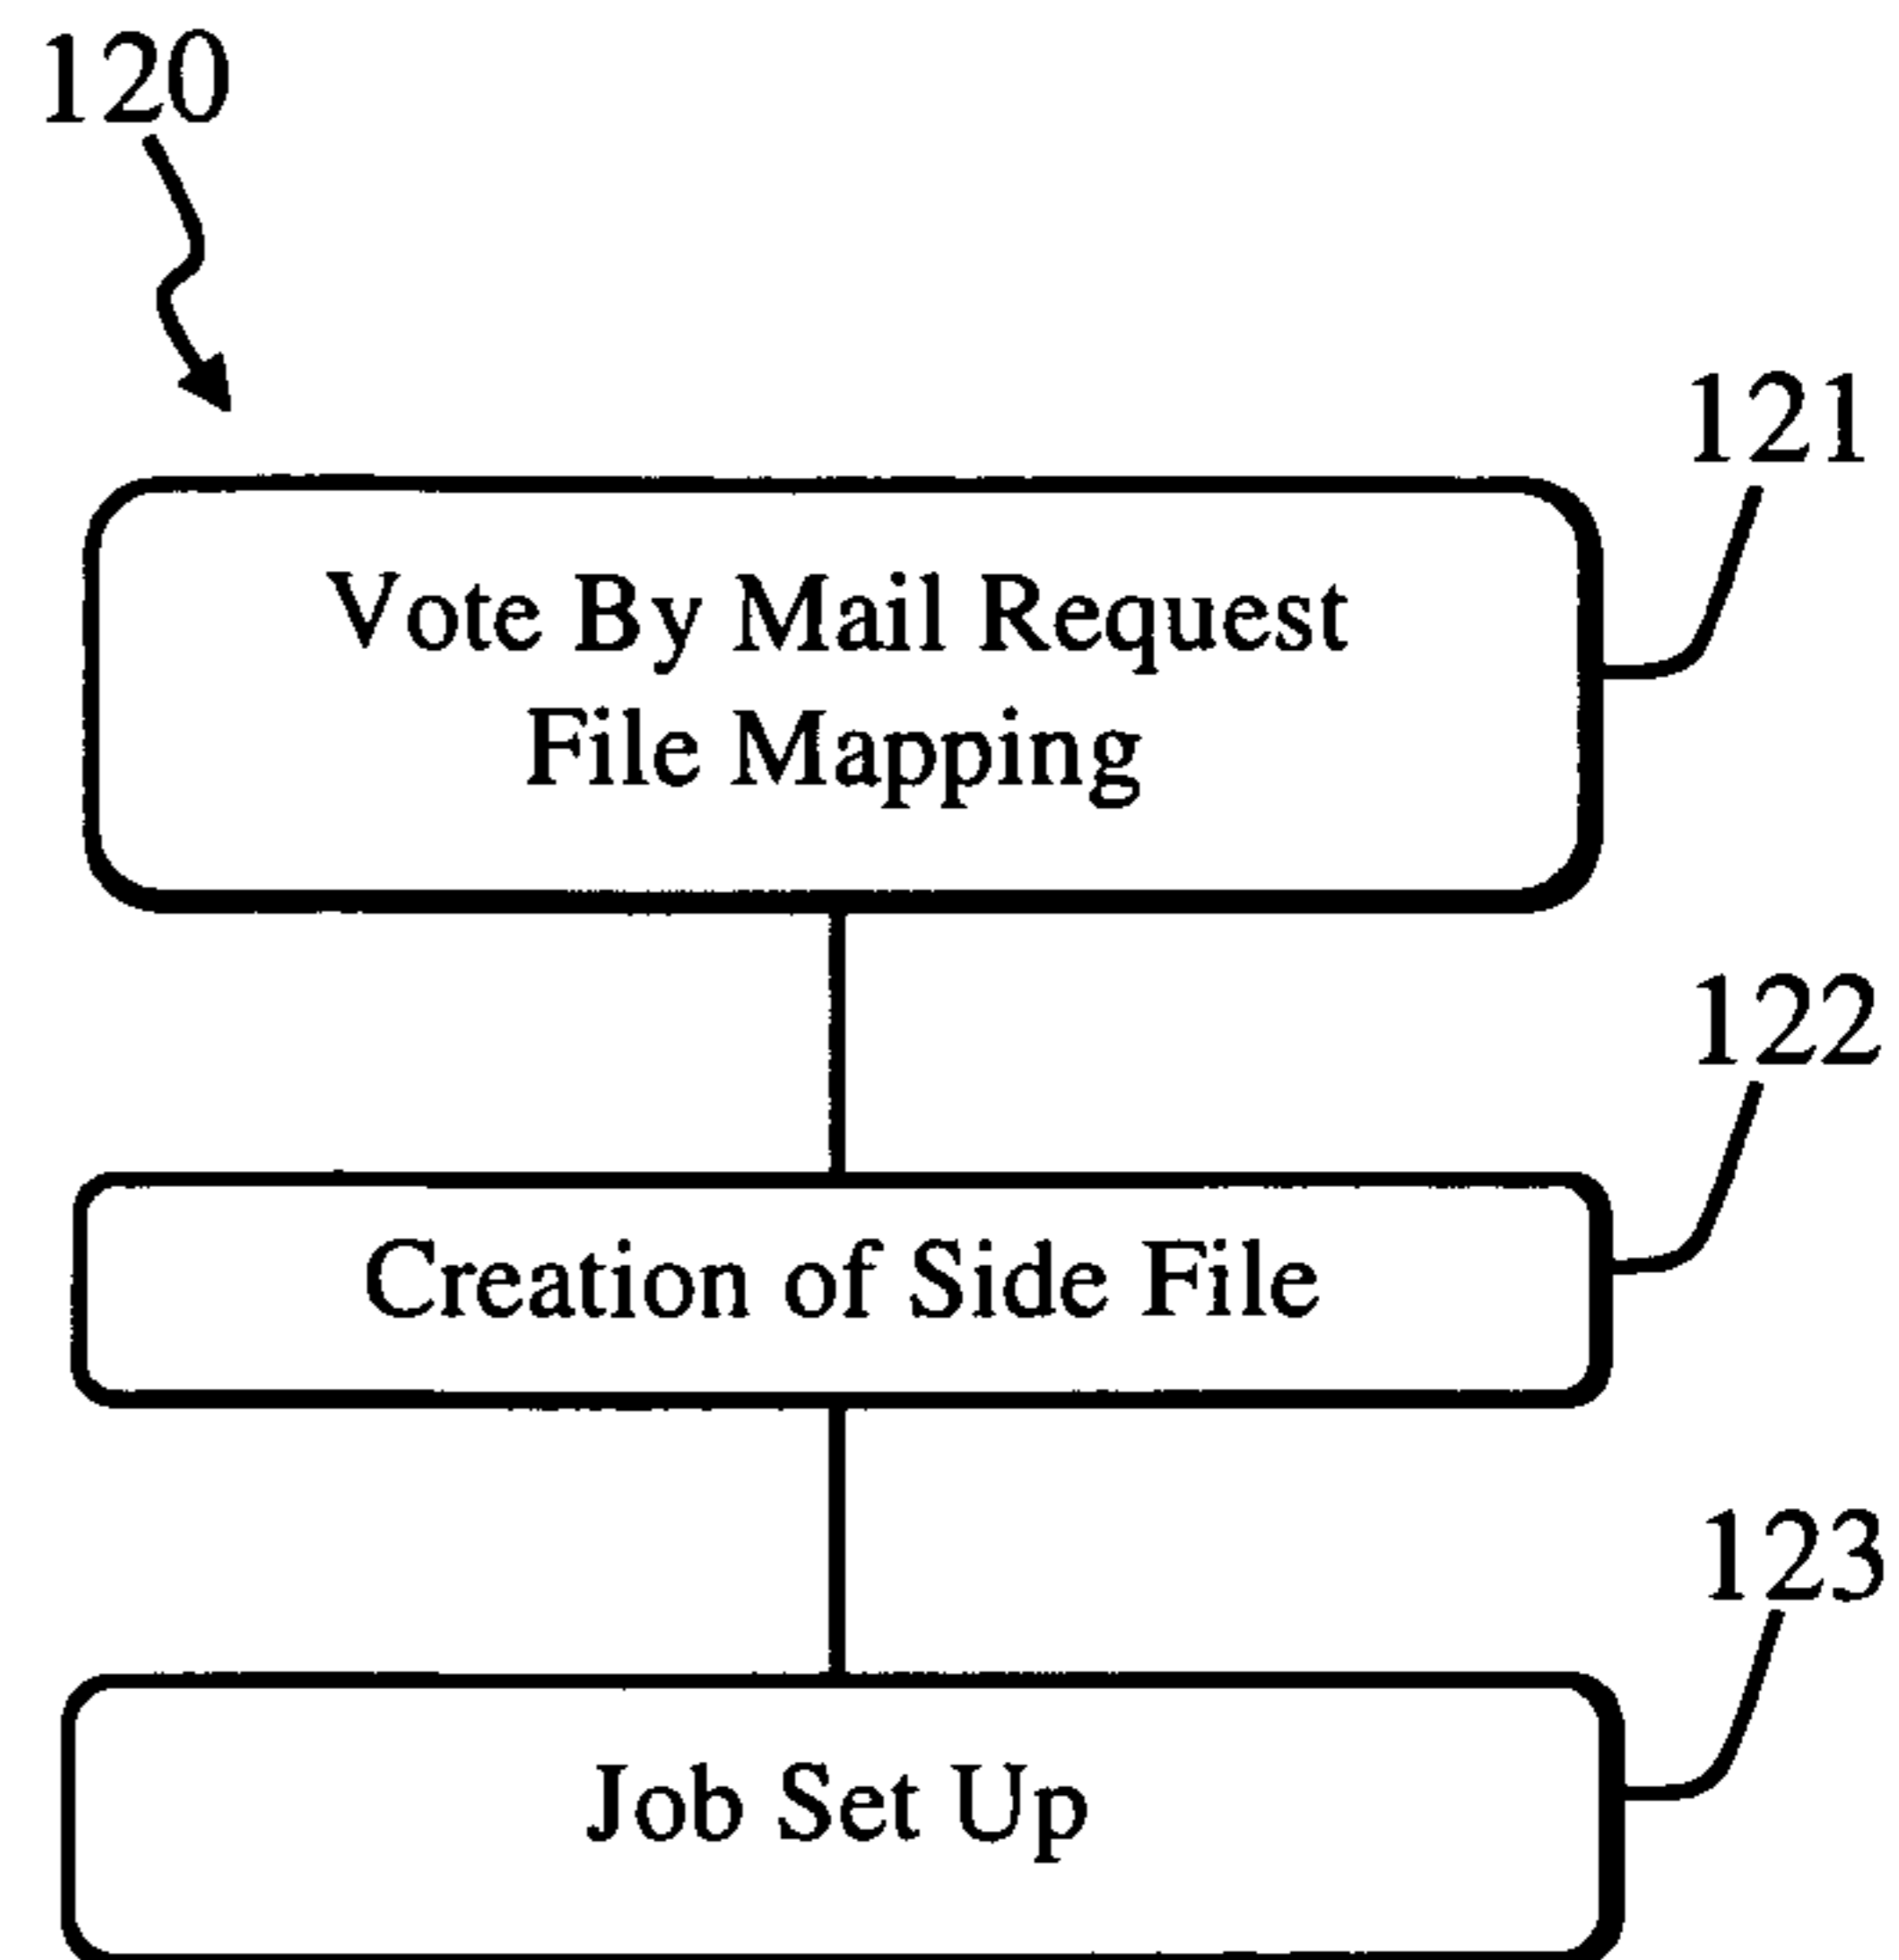 120
121
Vote By Mail Request
File Mapping
122
Creation of Side File
123
Job Set Up